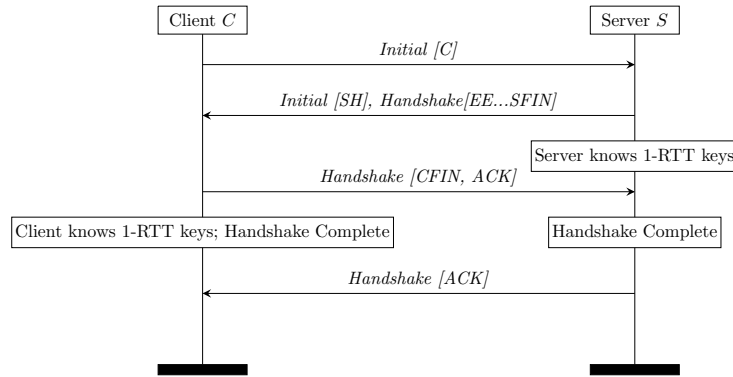 Client C
Server S
Initial [C]
Initial [SH], Handshake[EE...SFIN]
Server knows 1-RTT keys
Handshake [CFIN, ACK]
Client knows 1-RTT keys; Handshake Complete
Handshake Complete
Handshake [ACK]